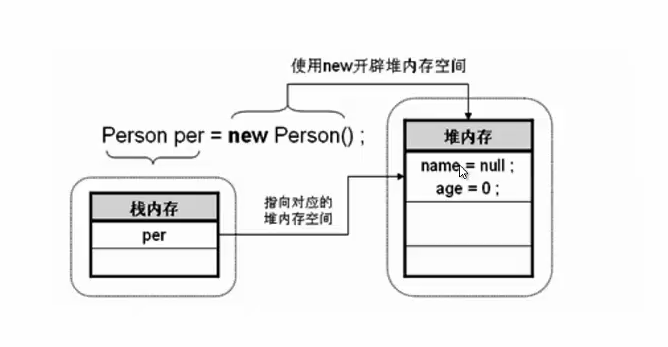 使用new开辟堆内存空间
Person per = new Person() ;
堆内存
name = null ;
age = 0 ;
栈内存
per
指向对应的
堆内存空间